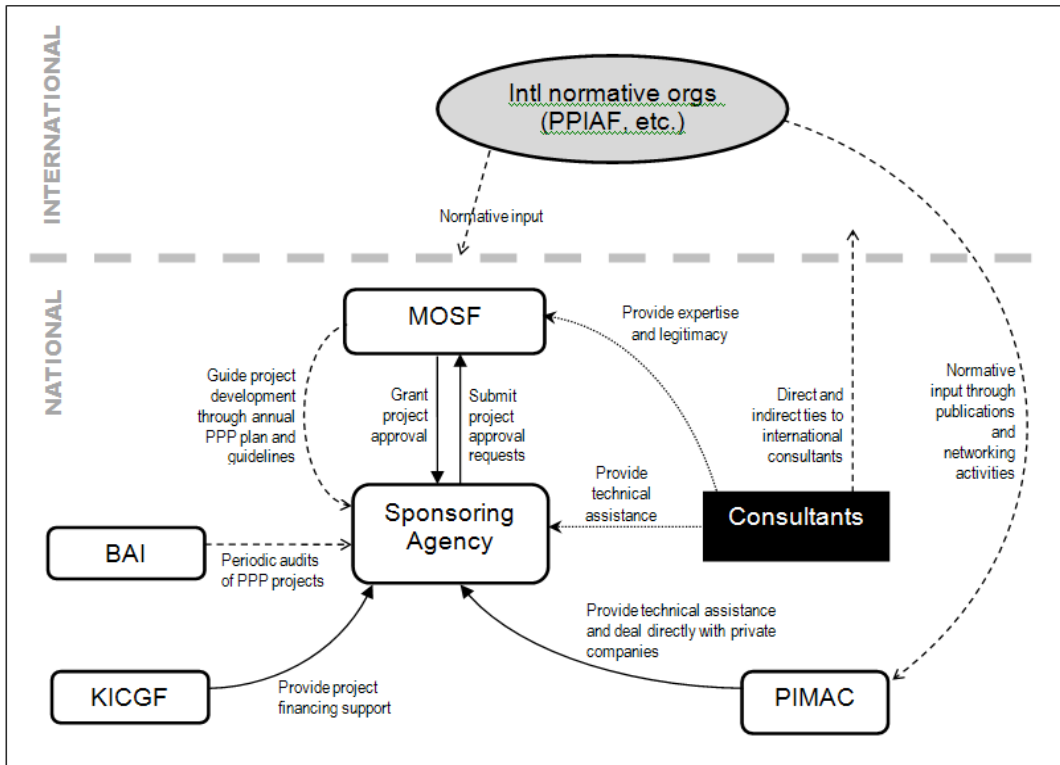 INTERNATIONAL
Intl normative orgs
(PPIAF, etc.)
Normative input
NATIONAL
MOSF
Provide expertise
and legitimacy
Guide project
development
through annual
PPP plan and
guidelines
Grant
project
approval
Submit
project
approval
requests
Direct and
indirect ties to
international
consultants
Normative
input through
publications
and
networking
activities
Provide
technical
assistance
Sponsoring
Agency
Consultants
BAI
Periodic audits
of PPP projects
Provide technical assistance
and deal directly with private
companies
KICGF
Provide project
financing support
PIMAC